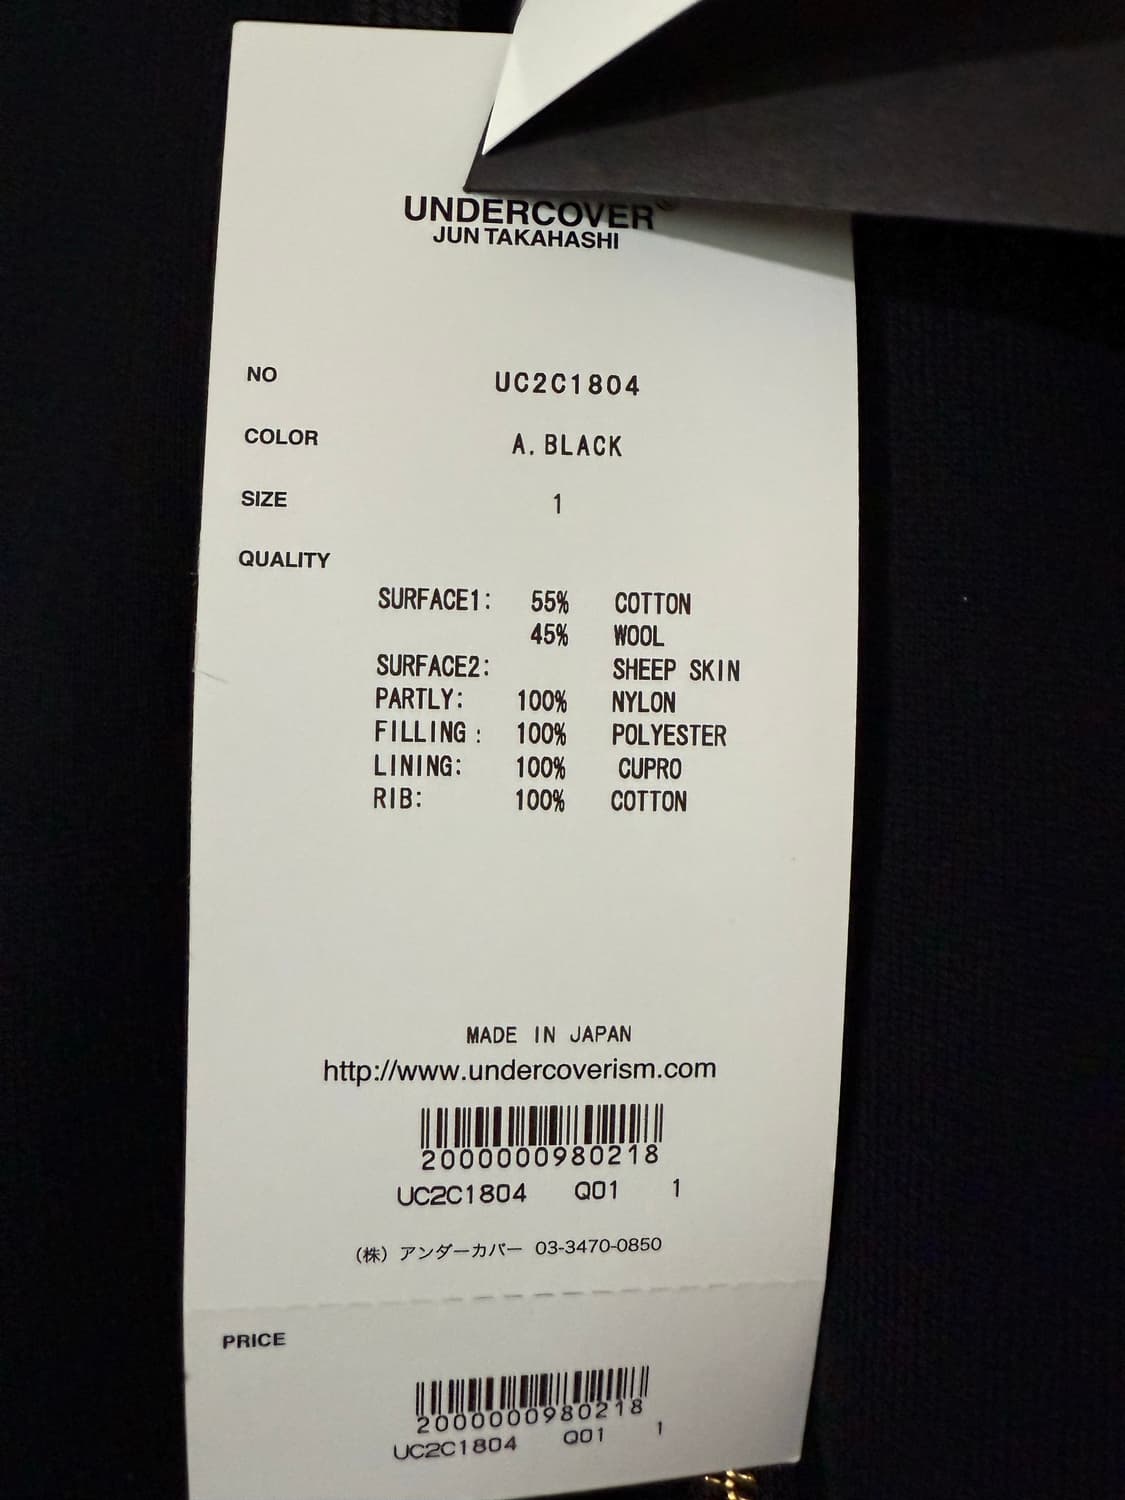 UNDERCOVER
JUN TAKAHASHI
NO UC2C1804
COLOR A. BLACK
SIZE 1
QUALITY
SURFACE1: 55% COTTON
45% WOOL
SURFACE2: SHEEP SKIN
PARTLY: 100% NYLON
FILLING : 100% POLYESTER
LINING: 100% CUPRO
RIB: 100% COTTON
MADE IN JAPAN
http://www.undercoverism.com
2000000980218
UC2C1804 Q01 1
（株）アンダーカバー 03-3470-0850
PRICE
2000000980218
UC2C1804 Q01 1